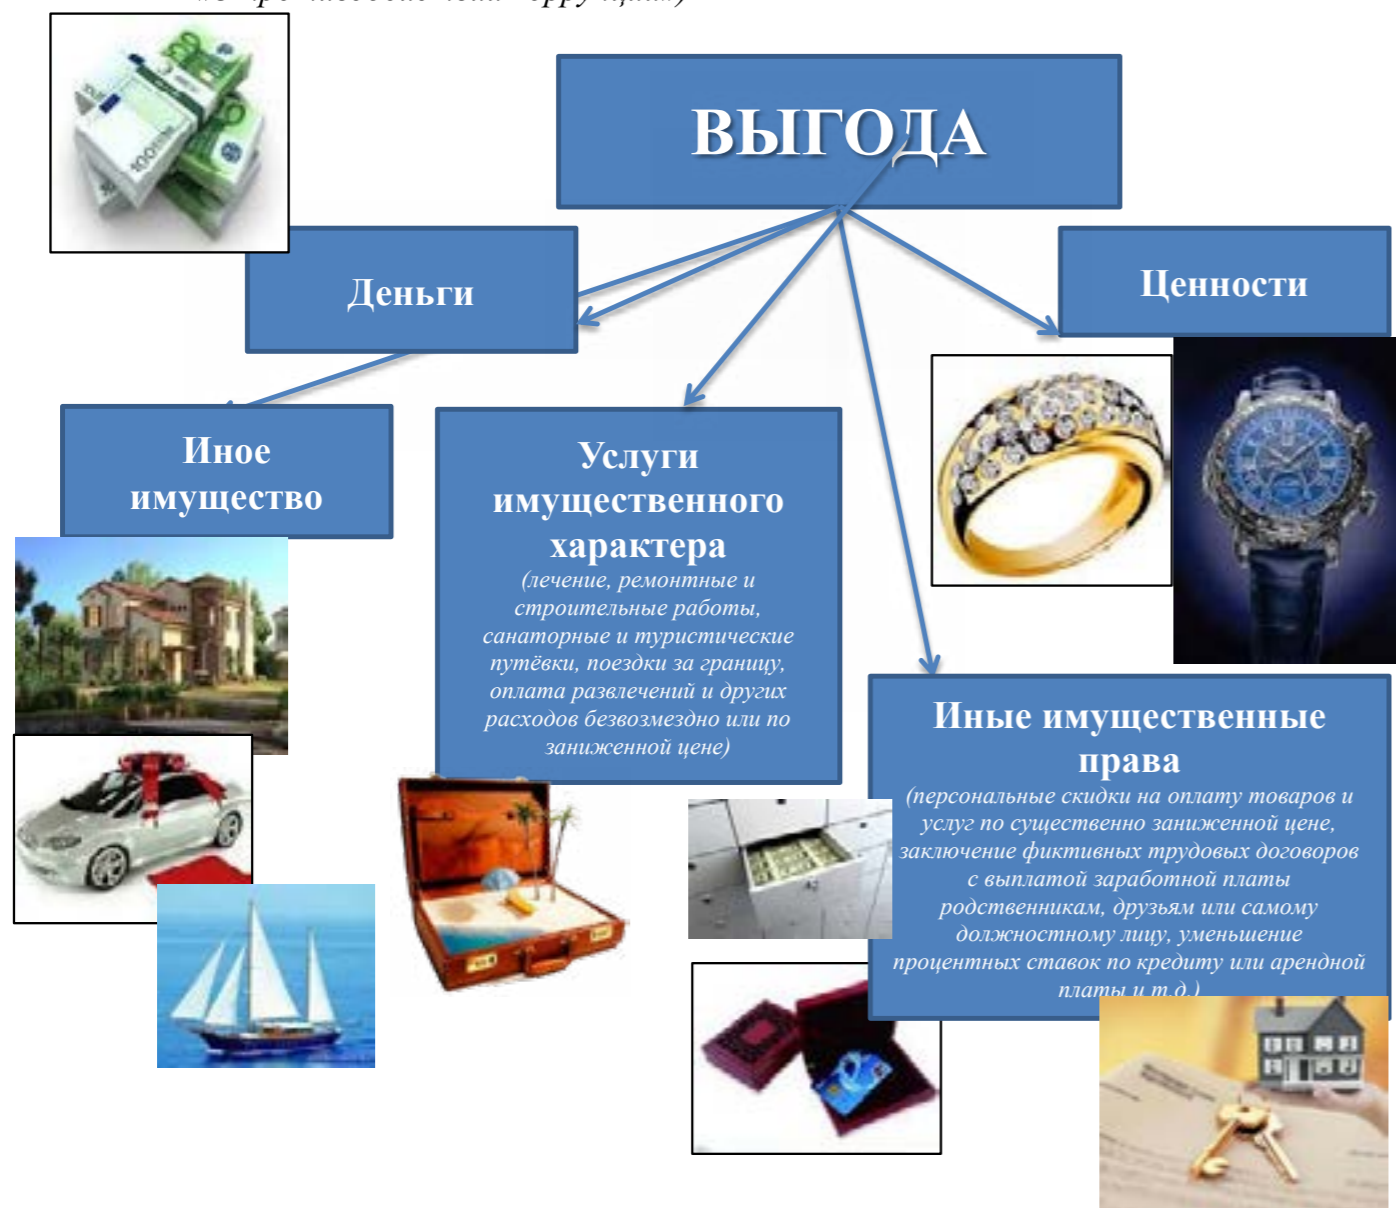 ВЫГОДА
Деньги
Ценности
Иное
имущество
Услуги
имущественного
характера
(лечение, ремонтные и
строительные работы,
санаторные и туристические
путёвки, поездки за границу,
оплата развлечений и других
расходов безвозмездно или по
заниженной цене)
Иные имущественные
права
(персональные скидки на оплату товаров и
услуг по существенно заниженной цене,
заключение фиктивных трудовых договоров
с выплатой заработной платы
родственникам, друзьям или самому
должностному лицу, уменьшение
процентных ставок по кредиту или арендной
платы и т.д.)